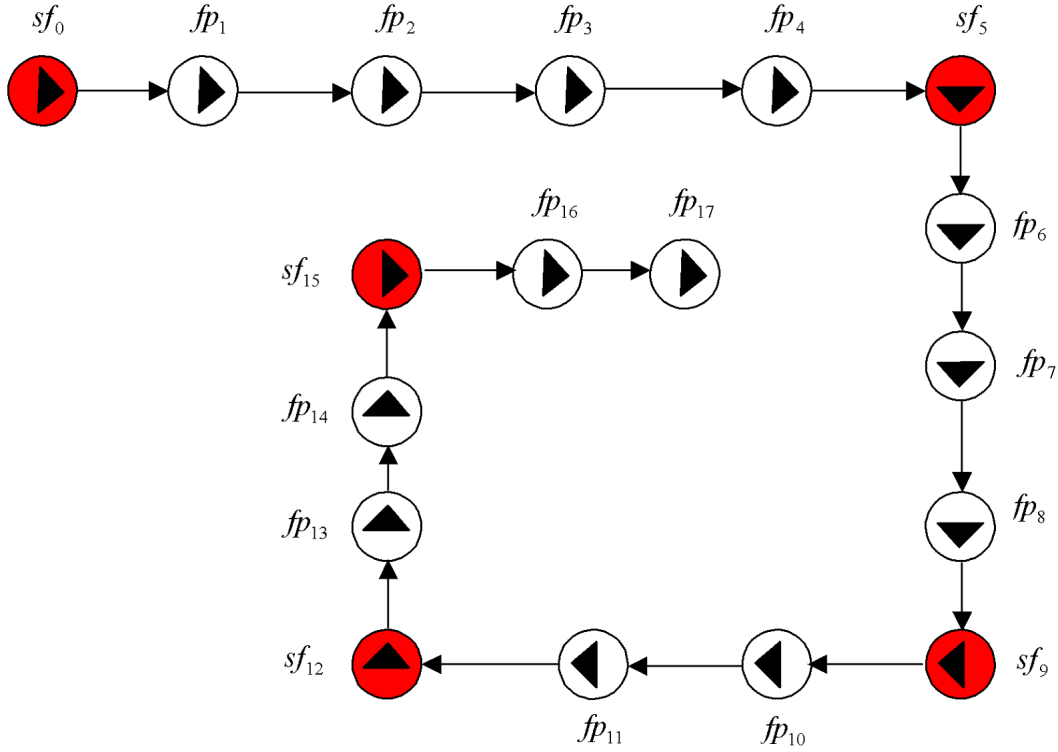 sf₀ fp₁ fp₂ fp₃ fp₄ sf₅
fp₁₆ fp₁₇ fp₆
sf₁₅
fp₇
fp₁₄
fp₁₃ fp₈
sf₁₂ sf₉
fp₁₁ fp₁₀